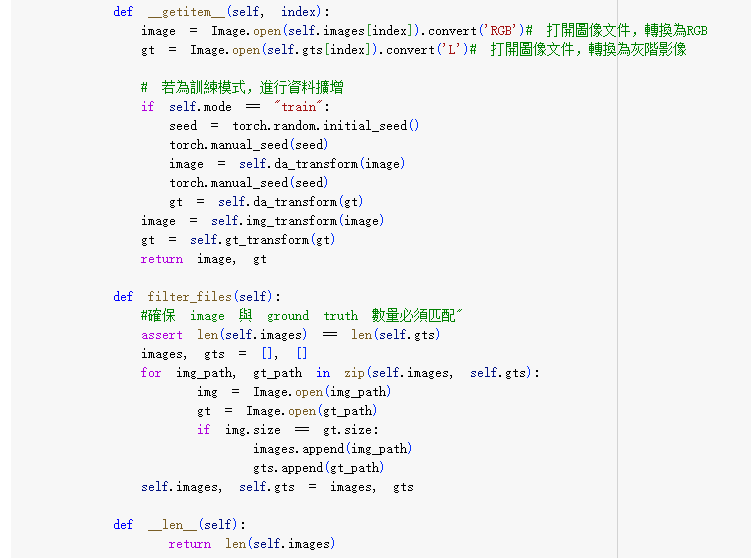 def __getitem__(self, index):
image = Image.open(self.images[index]).convert('RGB')# 打開圖像文件，轉換為RGB
gt = Image.open(self.gts[index]).convert('L')# 打開圖像文件，轉換為灰階影像
# 若為訓練模式，進行資料擴增
if self.mode == "train":
seed = torch.random.initial_seed()
torch.manual_seed(seed)
image = self.da_transform(image)
torch.manual_seed(seed)
gt = self.da_transform(gt)
image = self.img_transform(image)
gt = self.gt_transform(gt)
return image, gt
def filter_files(self):
#確保 image 與 ground truth 數量必須匹配"
assert len(self.images) == len(self.gts)
images, gts = [], []
for img_path, gt_path in zip(self.images, self.gts):
img = Image.open(img_path)
gt = Image.open(gt_path)
if img.size == gt.size:
images.append(img_path)
gts.append(gt_path)
self.images, self.gts = images, gts
def __len__(self):
return len(self.images)